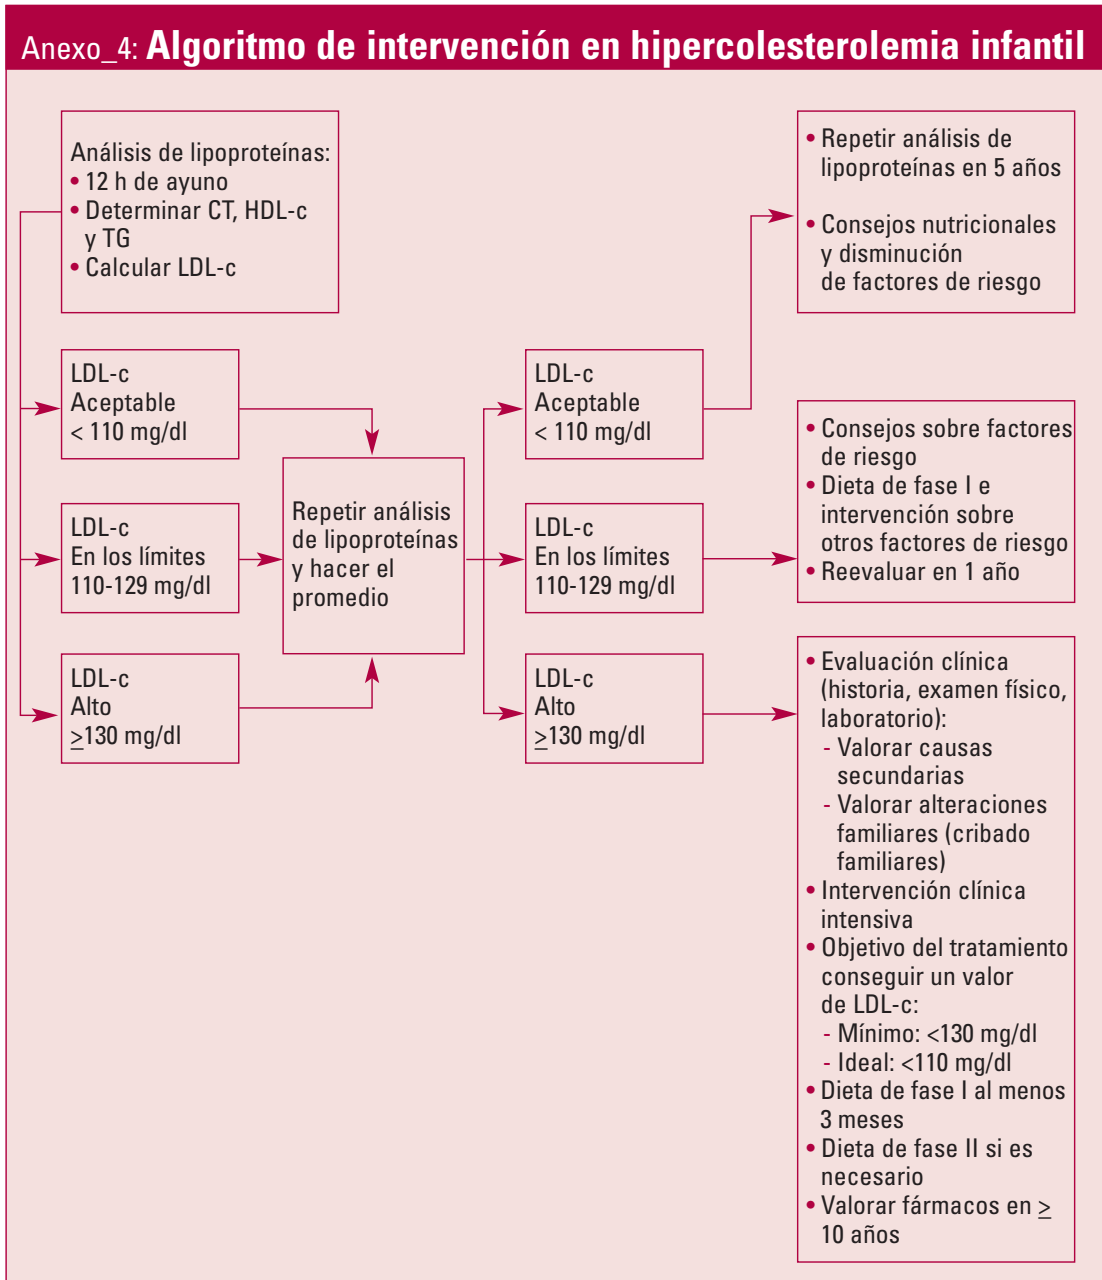 Anexo_4: Algoritmo de intervención en hipercolesterolemia infantil
Análisis de lipoproteínas:
• 12 h de ayuno
• Determinar CT, HDL-c
y TG
• Calcular LDL-c
LDL-c
Aceptable
< 110 mg/dl
LDL-c
En los límites
110-129 mg/dl
LDL-c
Alto
≥130 mg/dl
Repetir análisis
de lipoproteínas
y hacer el
promedio
LDL-c
Aceptable
< 110 mg/dl
LDL-c
En los límites
110-129 mg/dl
LDL-c
Alto
≥130 mg/dl
• Repetir análisis de
lipoproteínas en 5 años
• Consejos nutricionales
y disminución
de factores de riesgo
• Consejos sobre factores
de riesgo
• Dieta de fase I e
intervención sobre
otros factores de riesgo
• Reevaluar en 1 año
• Evaluación clínica
(historia, examen físico,
laboratorio):
- Valorar causas
secundarias
- Valorar alteraciones
familiares (cribado
familiares)
• Intervención clínica
intensiva
• Objetivo del tratamiento
conseguir un valor
de LDL-c:
- Mínimo: <130 mg/dl
- Ideal: <110 mg/dl
• Dieta de fase I al menos
3 meses
• Dieta de fase II si es
necesario
• Valorar fármacos en ≥
10 años